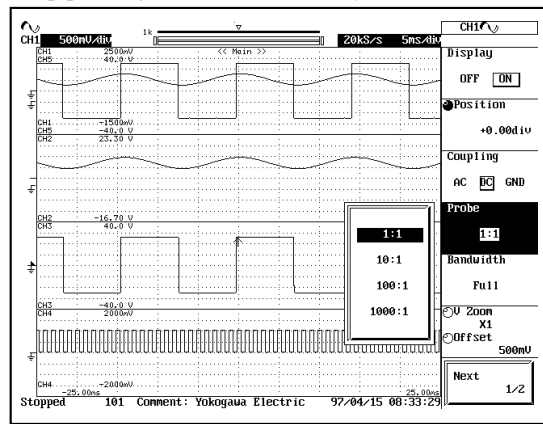 CH1
CH1 500mV/div 1k 20kS/s 5ms/div
CH1 2500mV << Main >>
CH5 40.0 V
CH1 -1500mV
CH5 -40.0 V
CH2 23.30 V
CH2 -16.70 V
CH3 40.0 V
CH3 -40.0 V
CH4 2000mV
CH4 -2000mV
-25.00ms 25.00ms
Stopped 101 Comment: Yokogawa Electric 97/04/15 08:33:29
1:1
10:1
100:1
1000:1
Display
OFF ON
Position
+0.00div
Coupling
AC DC GND
Probe
1:1
Bandwidth
Full
V Zoom
X1
Offset
500mV
Next
1/2